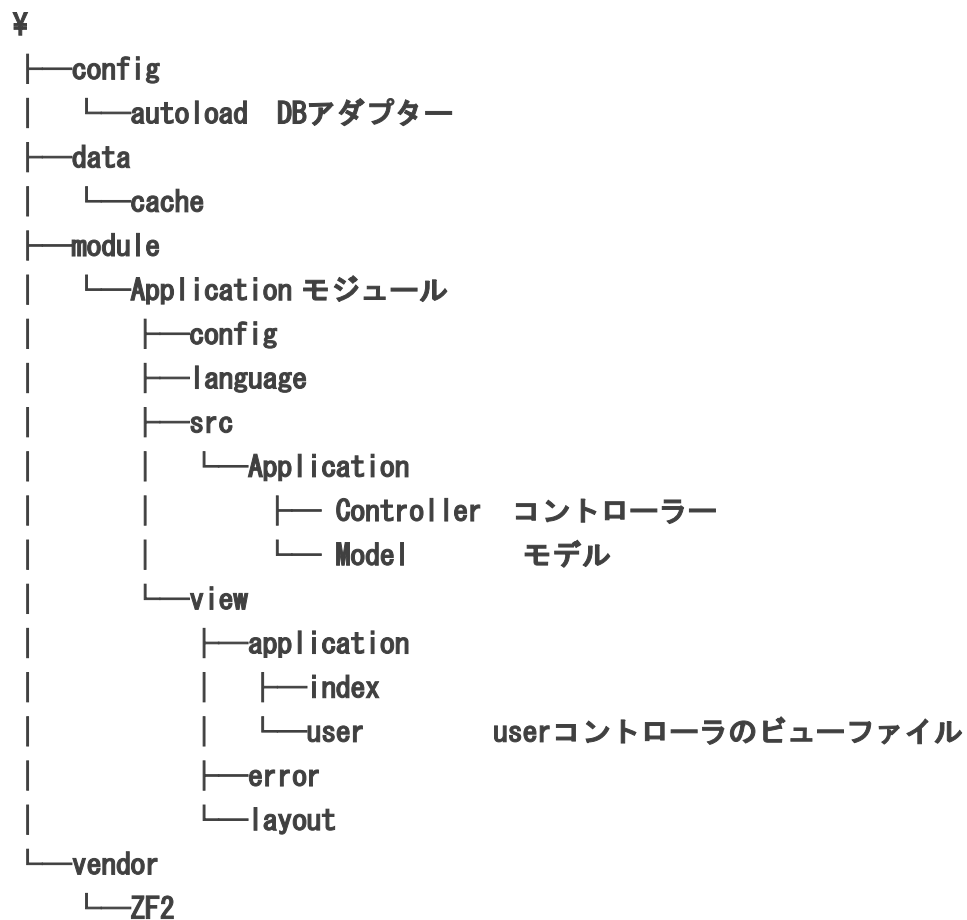 ¥
├──config
│   └──autoload  DBアダプター
├──data
│   └──cache
├──module
│   └──Application モジュール
│       ├──config
│       ├──language
│       ├──src
│       │   └──Application
│       │       ├── Controller  コントローラー
│       │       └── Model        モデル
│       └──view
│           ├──application
│           │   ├──index
│           │   └──user         userコントローラのビューファイル
│           ├──error
│           └──layout
└──vendor
    └──ZF2